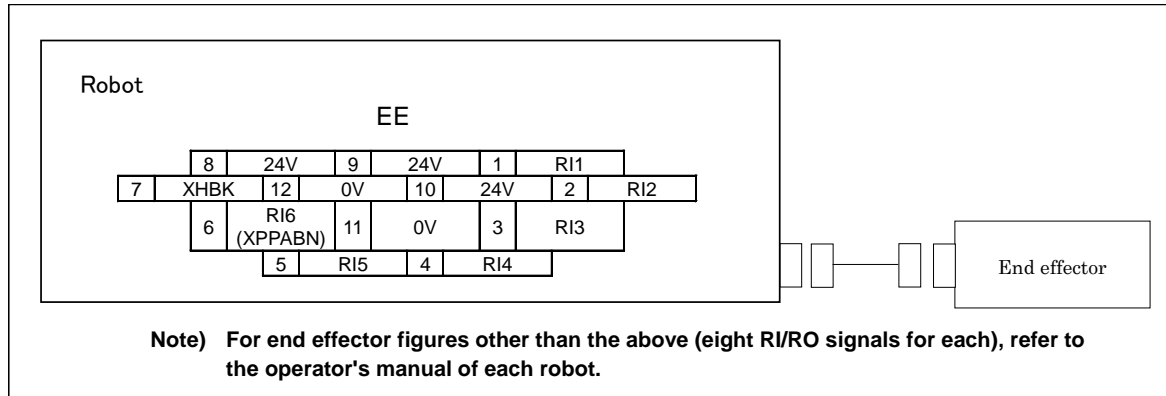 Robot
EE
8 24V 9 24V 1 RI1
7 XHBK 12 0V 10 24V 2 RI2
6 RI6 (XPPABN) 11 0V 3 RI3
5 RI5 4 RI4
End effector
Note) For end effector figures other than the above (eight RI/RO signals for each), refer to
the operator's manual of each robot.